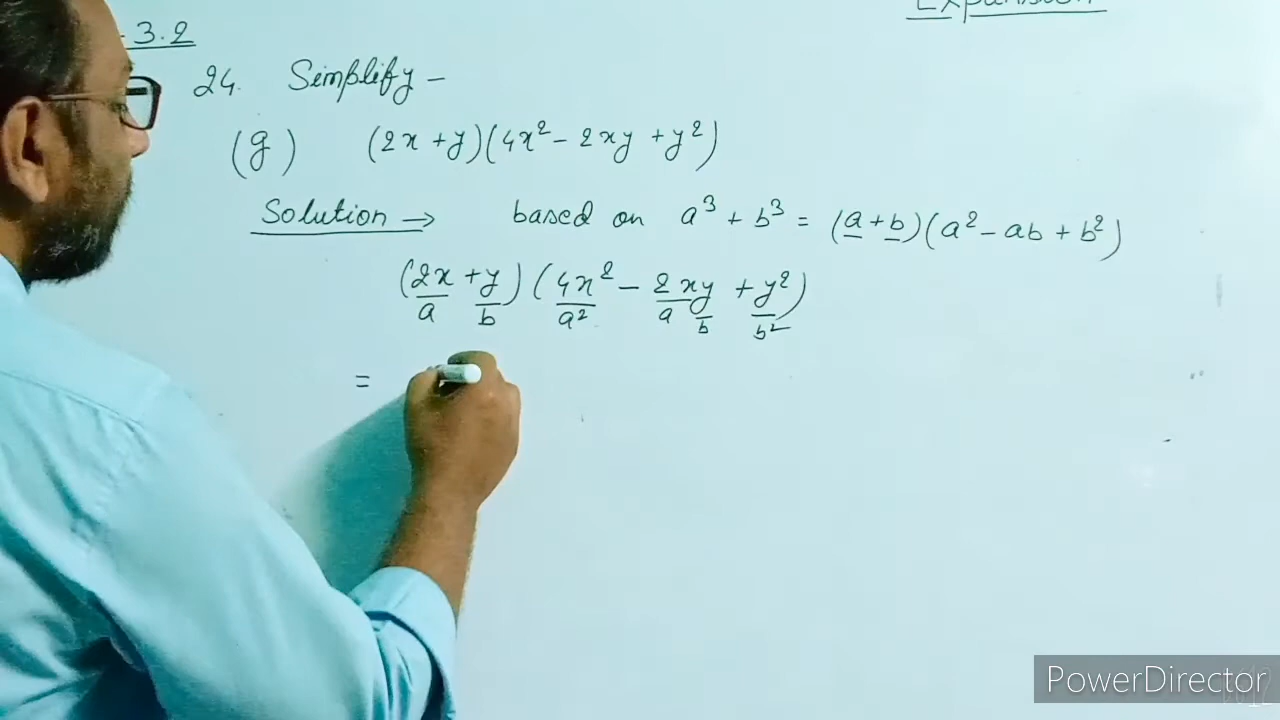 Expansion
3.2
24. Simplify -
(g) (2x + y)(4x² - 2xy + y²)
Solution → based on a³ + b³ = (a + b)(a² - ab + b²)
(2x + y)(4x² - 2xy + y²)
a b a² a b b²
=
PowerDirector